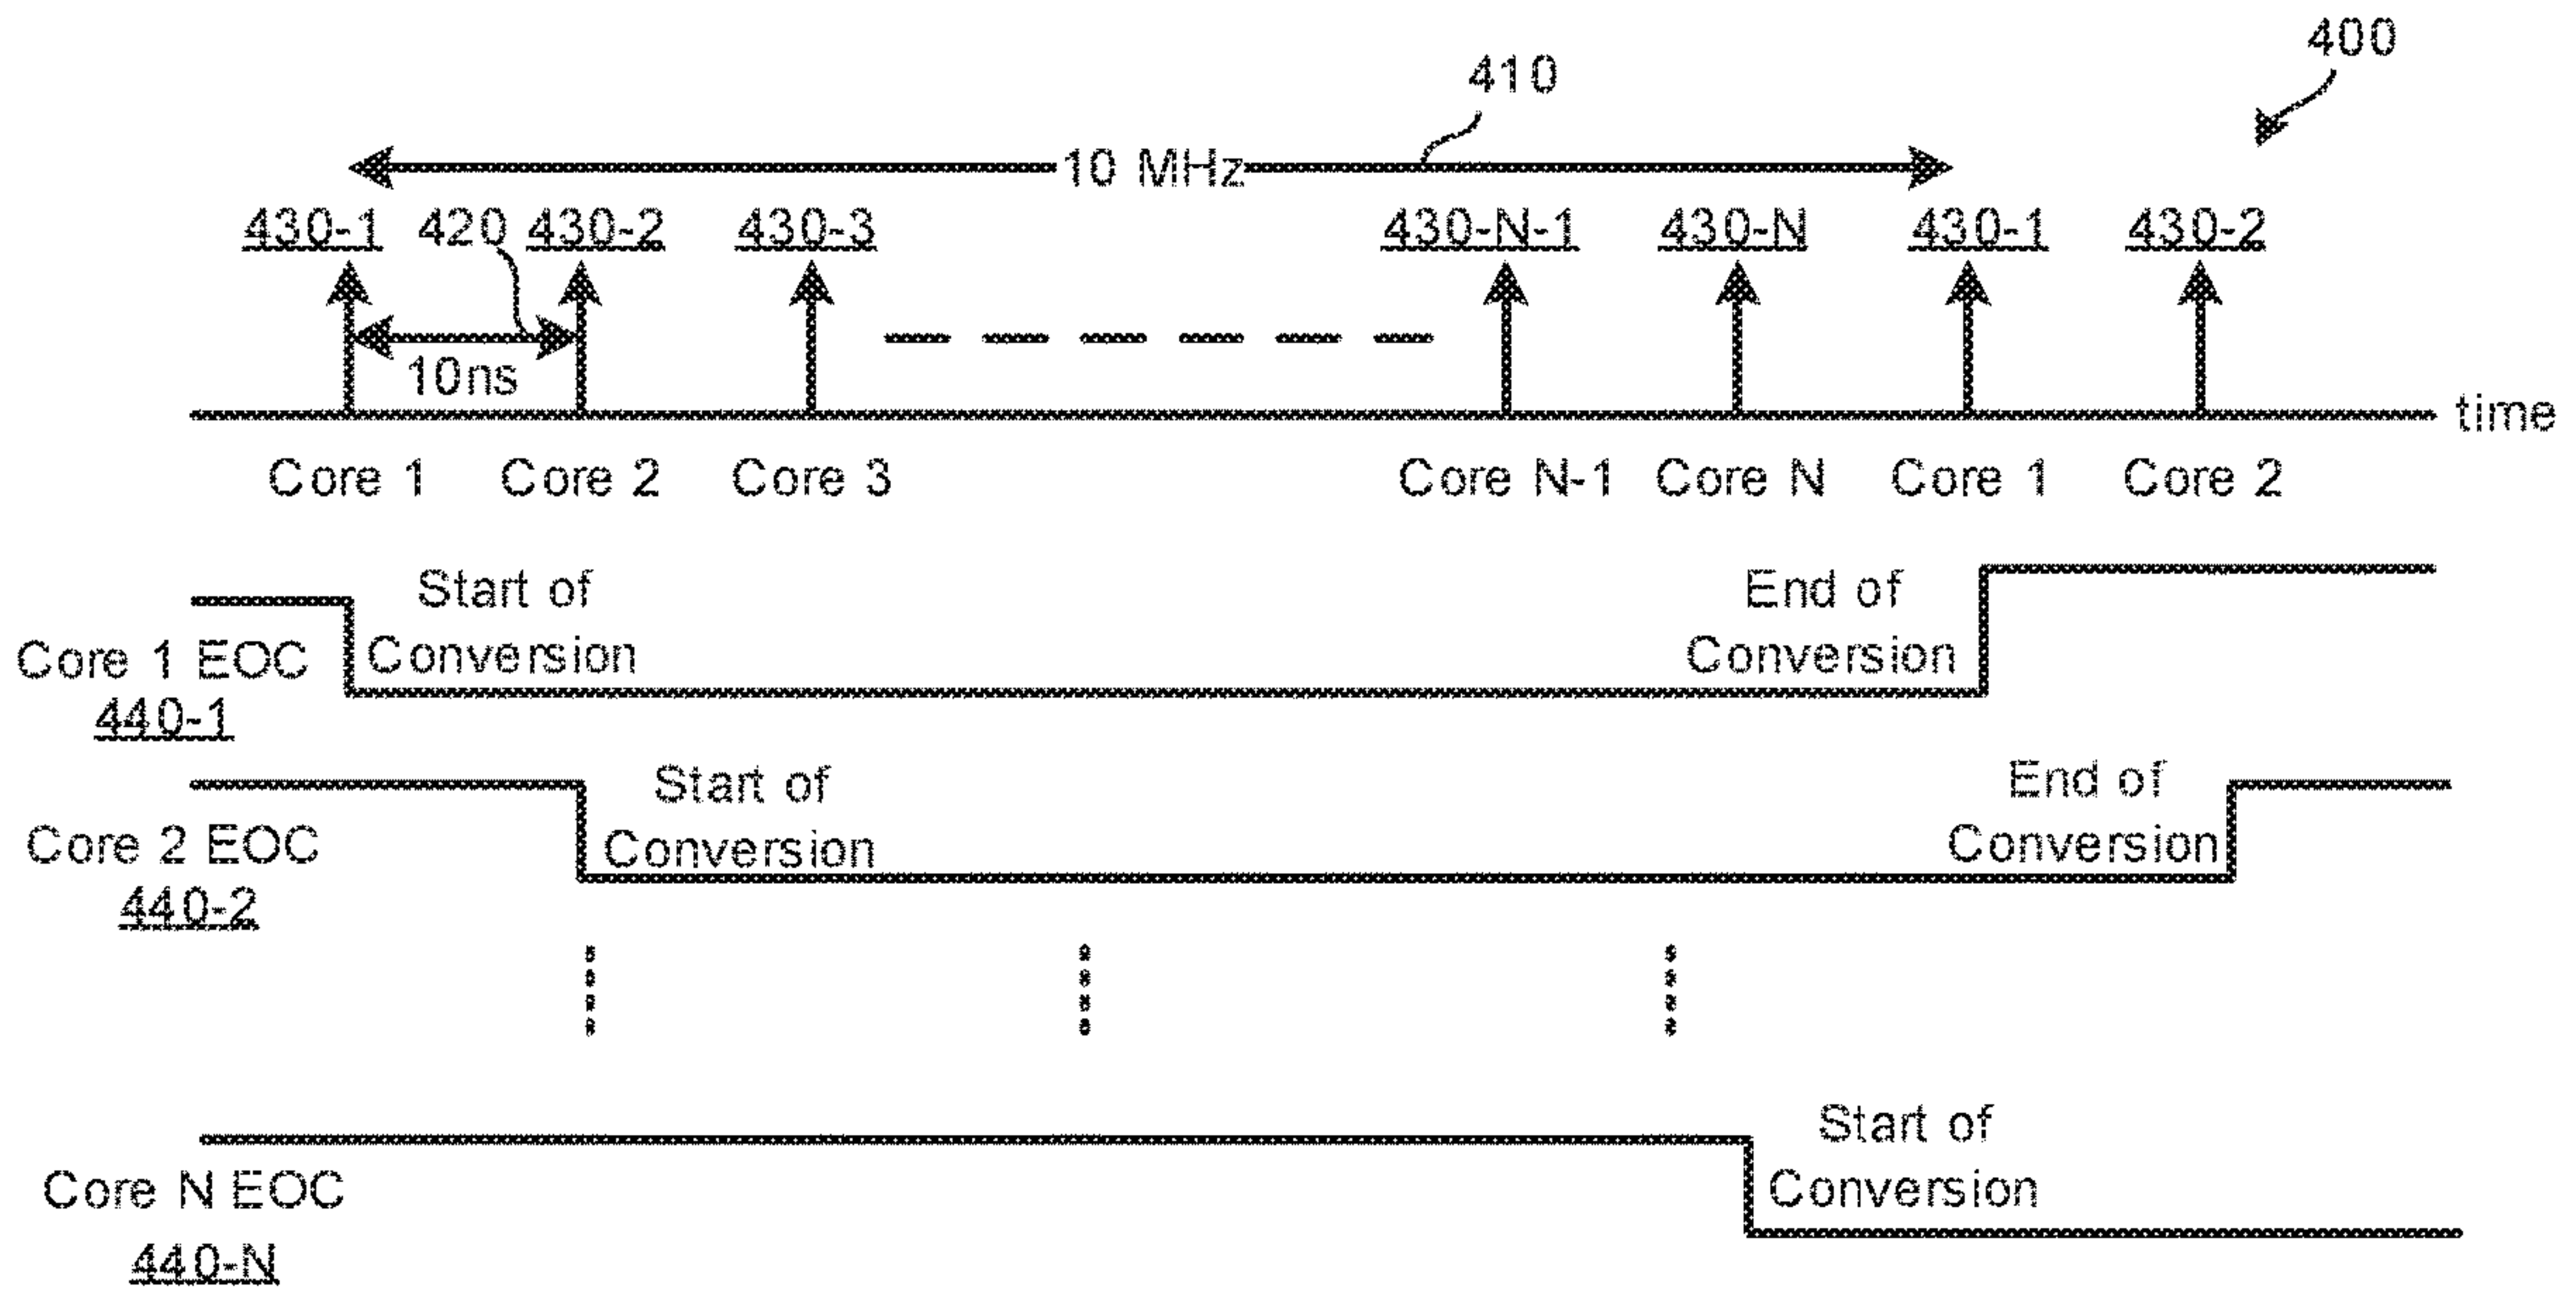 400
410
10 MHz
430-1 420 430-2 430-3 430-N-1 430-N 430-1 430-2
10ns
time
Core 1 Core 2 Core 3 Core N-1 Core N Core 1 Core 2
Start of
Conversion
End of
Conversion
Core 1 EOC
440-1
Start of
Conversion
End of
Conversion
Core 2 EOC
440-2
Start of
Conversion
Core N EOC
440-N